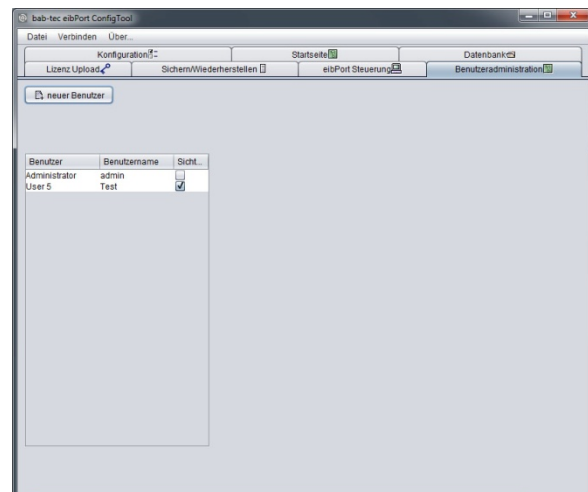 bab-tec eibPort ConfigTool
Datei Verbinden Über...
Konfiguration Startseite Datenbank
Lizenz Upload Sichern/Wiederherstellen eibPort Steuerung Benutzeradministration
neuer Benutzer
Benutzer Benutzername Sicht...
Administrator admin
User 5 Test